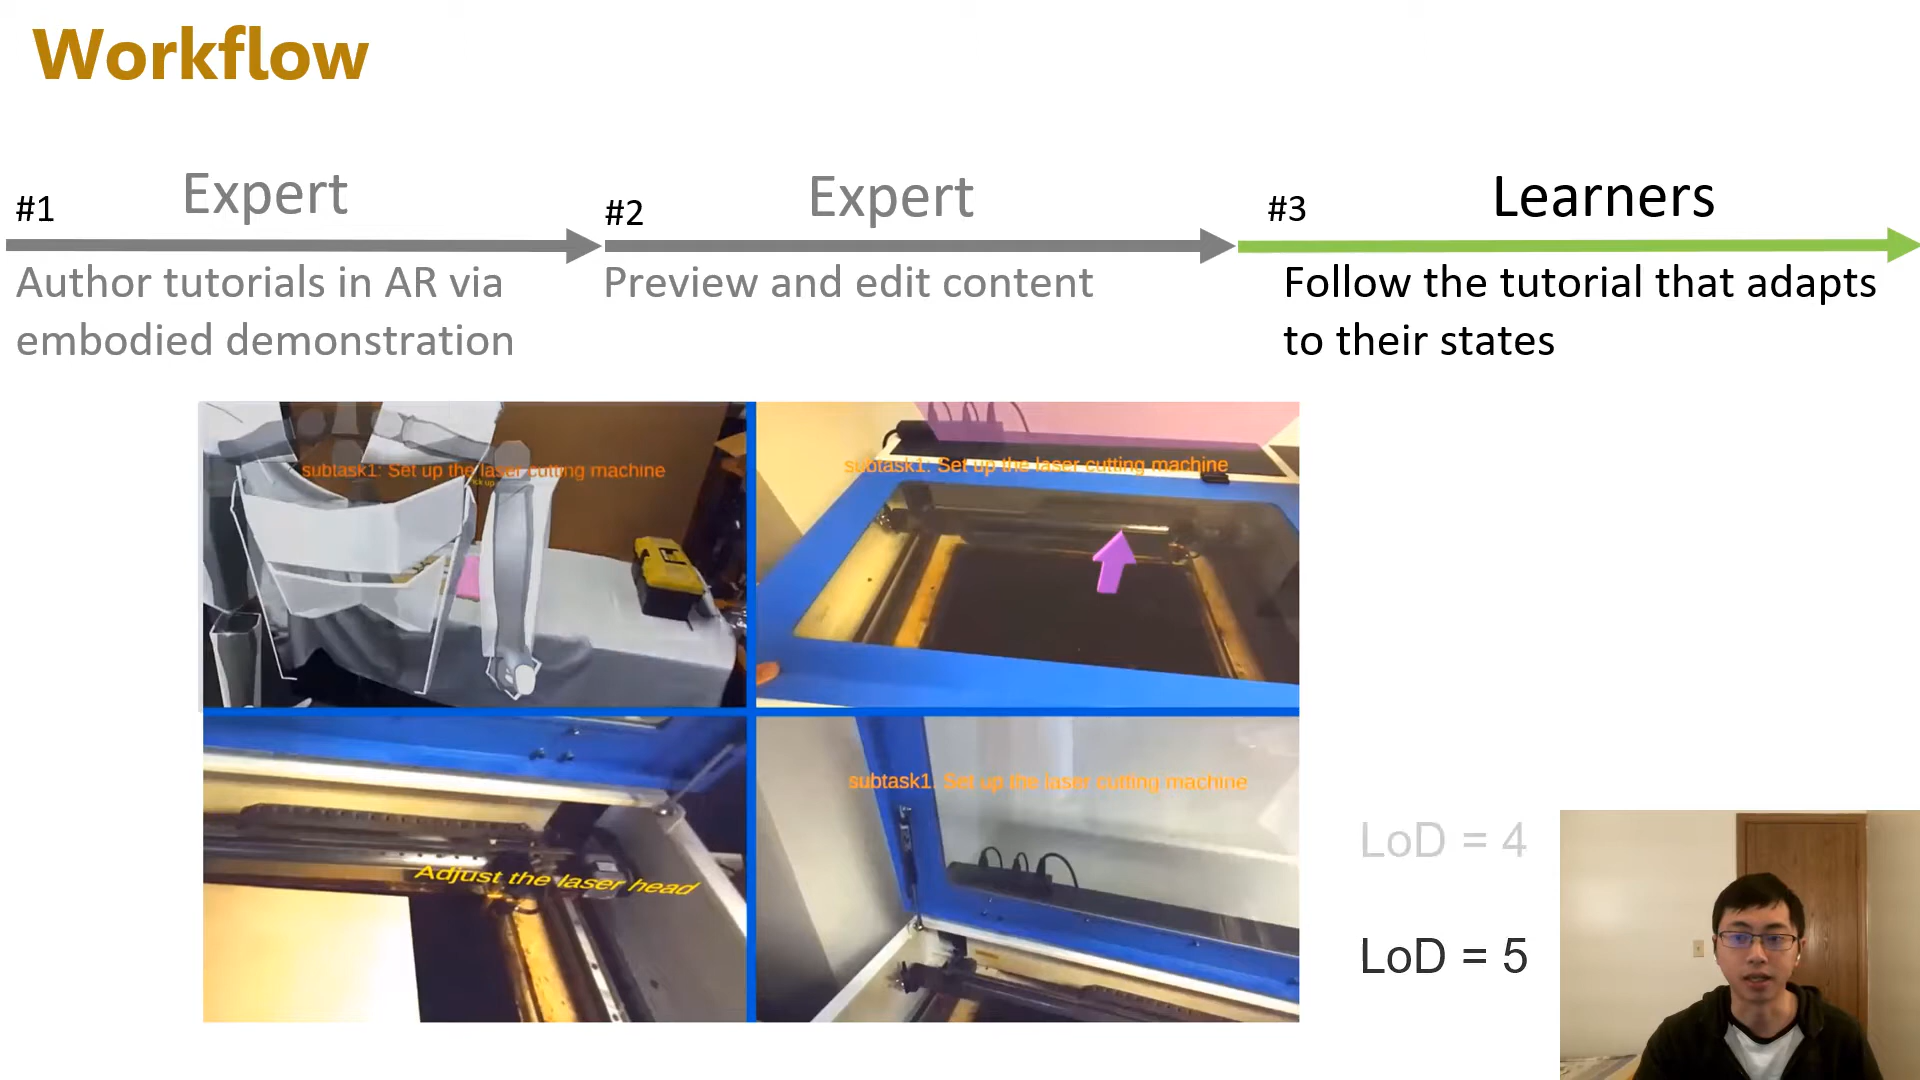 Workflow
#1
Expert
Author tutorials in AR via
embodied demonstration
#2
Expert
Preview and edit content
#3
Learners
Follow the tutorial that adapts
to their states
subtask1: Set up the laser cutting machine
subtask1: Set up the laser cutting machine
Adjust the laser head
subtask1: Set up the laser cutting machine
LoD = 4
LoD = 5